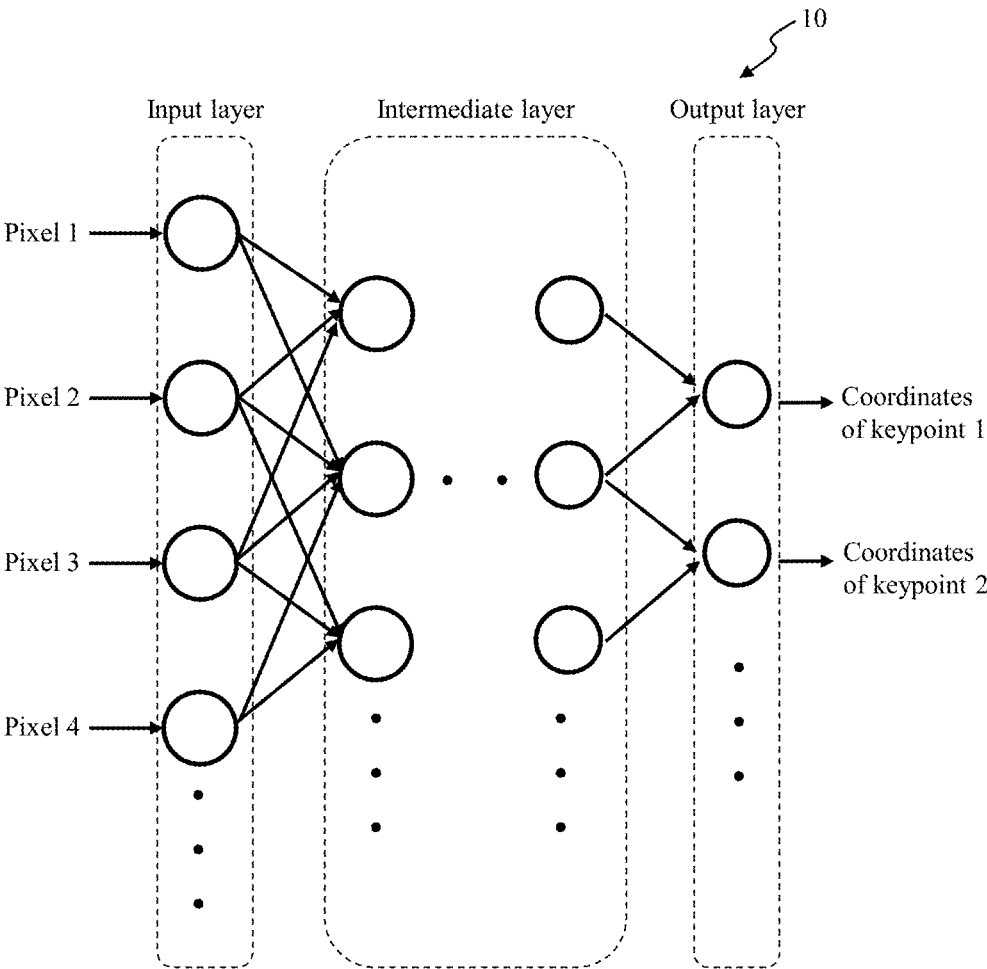 10
Input layer
Intermediate layer
Output layer
Pixel 1
Pixel 2
Pixel 3
Pixel 4
Coordinates
of keypoint 1
Coordinates
of keypoint 2